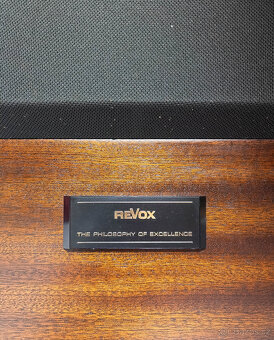 REVOX
THE PHILOSOPHY OF EXCELLENCE